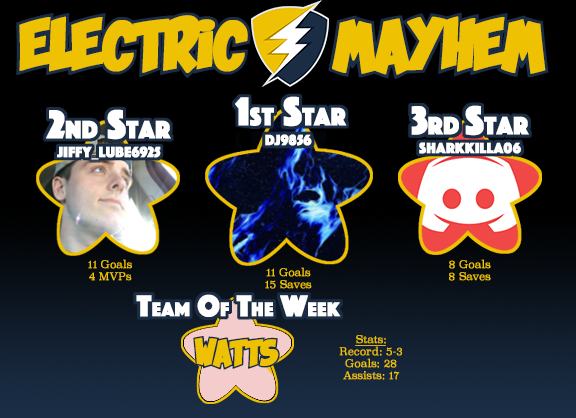 ELECTRIC MAYHEM
2ND STAR
JIFFY_LUBE6925
1ST STAR
DJ9856
3RD STAR
SHARKKILLA06
11 Goals
4 MVPs
11 Goals
15 Saves
8 Goals
8 Saves
TEAM OF THE WEEK
WATTS
Stats:
Record: 5-3
Goals: 28
Assists: 17